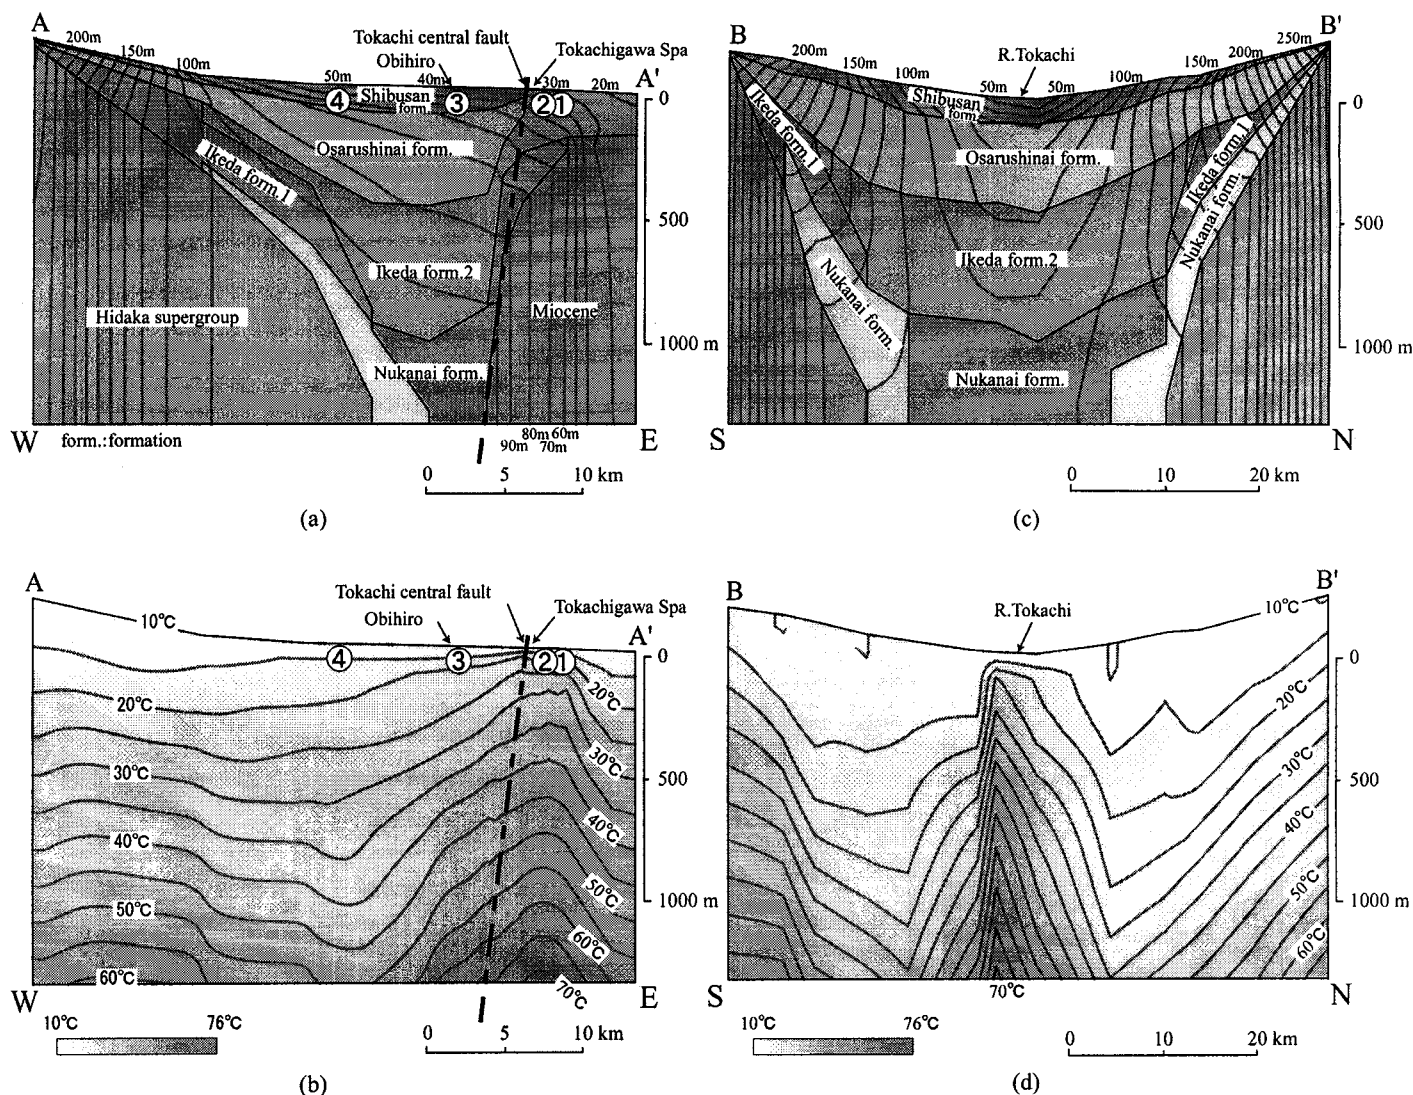 A
Tokachi central fault
Obihiro
Tokachigawa Spa
A'
200m
150m
100m
50m
40m
30m
20m
④
Shibusan
form.
③
②①
0
Osarushinai form.
Ikeda form.1
500
Ikeda form.2
Hidaka supergroup
Miocene
1000 m
Nukanai form.
W
form.:formation
80m 60m
90m 70m
E
0 5 10 km
(a)
B
B'
200m
150m
100m
50m
R.Tokachi
50m
100m
150m
200m
250m
Shibusan
form.
0
Ikeda form.1
Osarushinai form.
Ikeda form.1
Nukanai form.
500
Ikeda form.2
Nukanai form.
1000 m
Nukanai form.
S
N
0 10 20 km
(c)
A
Tokachi central fault
Obihiro
Tokachigawa Spa
A'
10℃
④
③
②①
0
20℃
20℃
30℃
30℃
500
40℃
40℃
50℃
50℃
1000 m
60℃
60℃
70℃
W
E
10℃
76℃
0 5 10 km
(b)
B
B'
R.Tokachi
10℃
0
20℃
30℃
500
40℃
50℃
1000 m
60℃
S
70℃
N
10℃
76℃
0 10 20 km
(d)